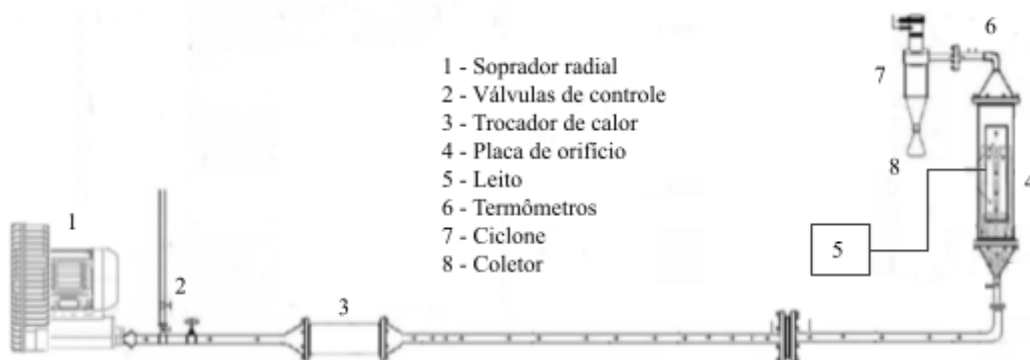 1 - Soprador radial
2 - Válvulas de controle
3 - Trocador de calor
4 - Placa de orifício
5 - Leito
6 - Termômetros
7 - Ciclone
8 - Coletor
6
7
8
4
5
1
2
3